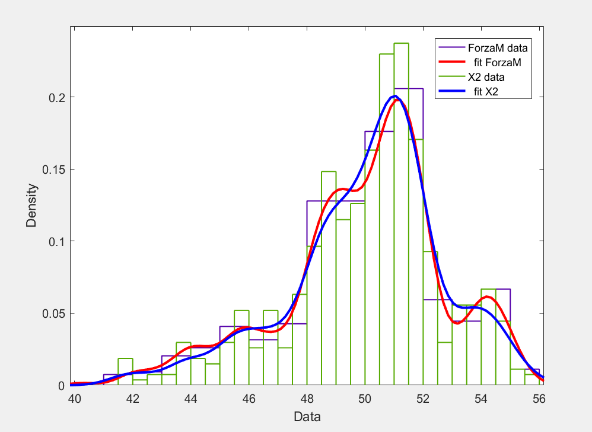 ForzaM data
fit ForzaM
X2 data
fit X2
0.2
0.15
0.1
0.05
0
Density
40 42 44 46 48 50 52 54 56
Data